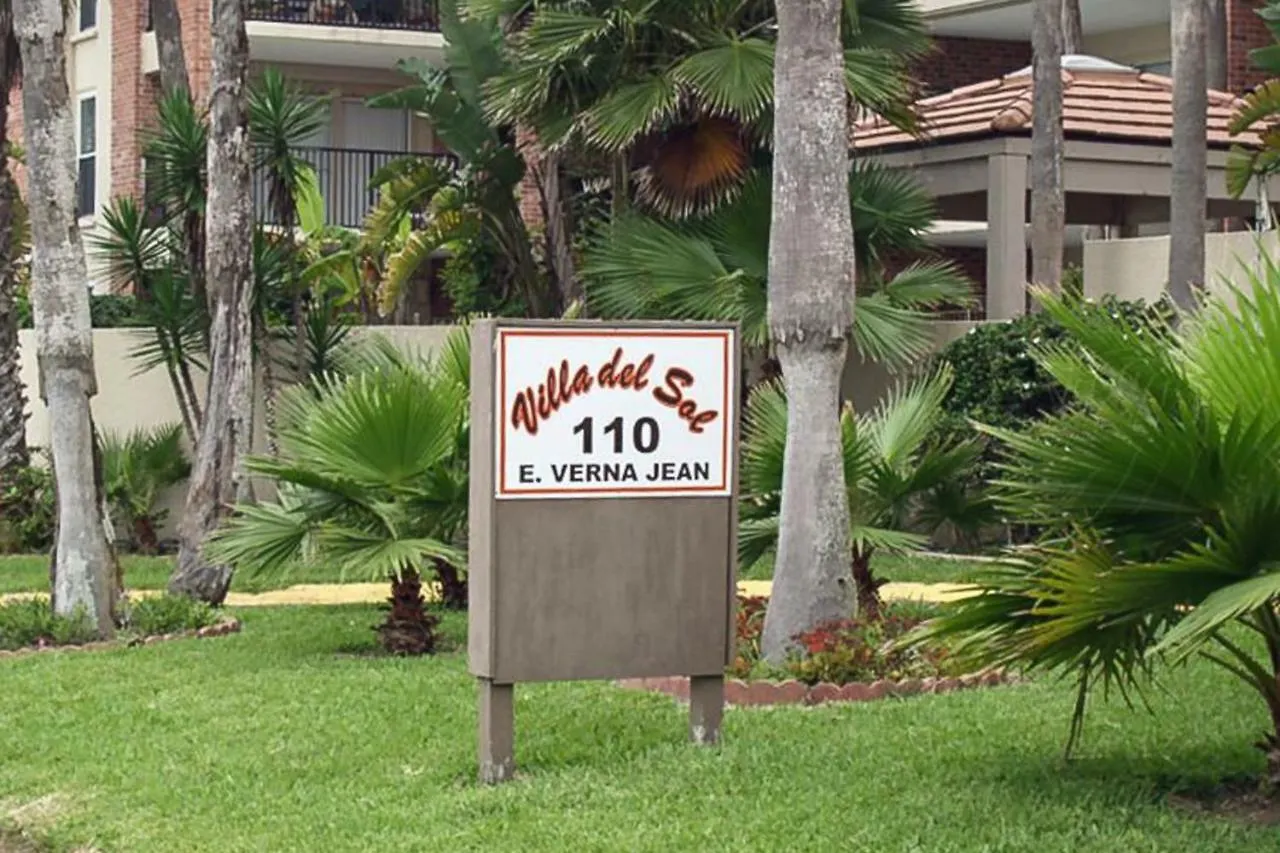 Villa del Sol
110
E. VERNA JEAN